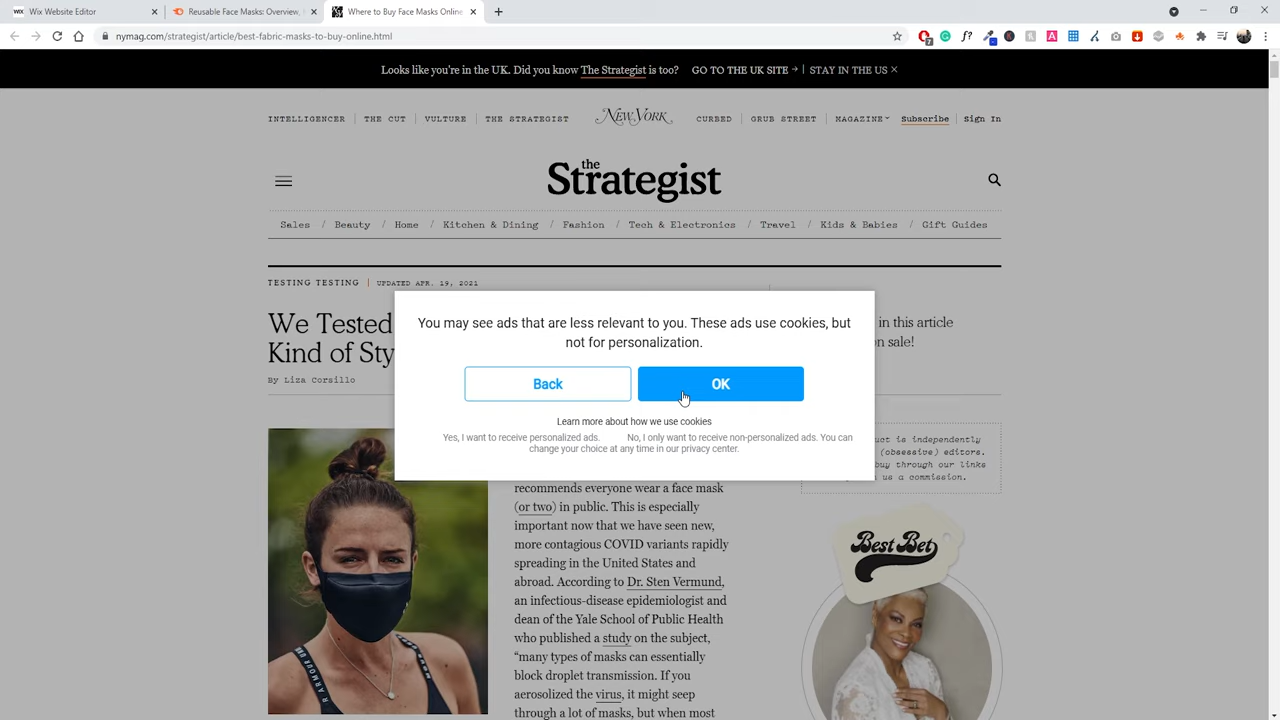 Wix Website Editor
Reusable Face Masks: Overview,
Where to Buy Face Masks Online
nymag.com/strategist/article/best-fabric-masks-to-buy-online.html
Looks like you're in the UK. Did you know The Strategist is too? GO TO THE UK SITE STAY IN THE US
INTELLIGENCER THE CUT VULTURE THE STRATEGIST NEW YORK CURBED GRUB STREET MAGAZINE Subscribe Sign In
the
Strategist
Sales / Beauty / Home / Kitchen & Dining / Fashion / Tech & Electronics / Travel / Kids & Babies / Gift Guides
TESTING TESTING | UPDATED APR. 19, 2021
We Tested
Kind of Sty
By Liza Corsillo
in this article
n sale!
You may see ads that are less relevant to you. These ads use cookies, but
not for personalization.
Back
OK
Learn more about how we use cookies
Yes, I want to receive personalized ads. No, I only want to receive non-personalized ads. You can
change your choice at any time in our privacy center.
uct is independently
(obsessive) editors.
buy through our links
us a commission.
recommends everyone wear a face mask
(or two) in public. This is especially
important now that we have seen new,
more contagious COVID variants rapidly
spreading in the United States and
abroad. According to Dr. Sten Vermund,
an infectious-disease epidemiologist and
dean of the Yale School of Public Health
who published a study on the subject,
“many types of masks can essentially
block droplet transmission. If you
aerosolized the virus, it might seep
through a lot of masks, but when most
Best Bet